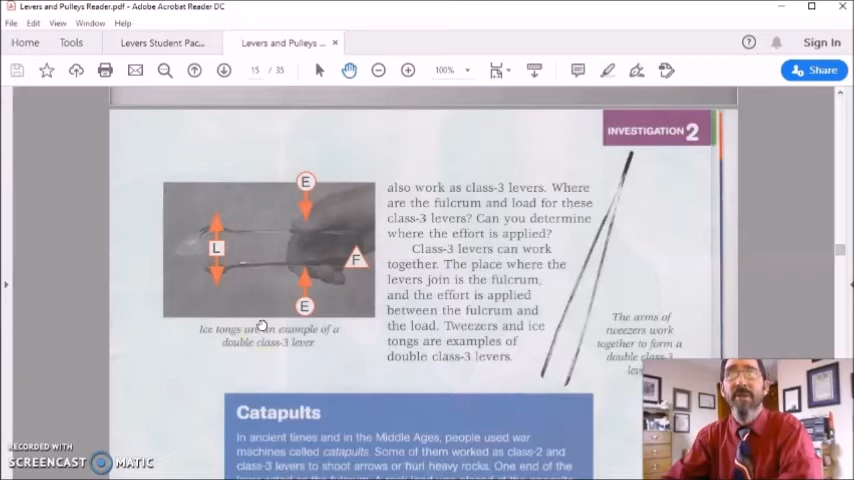 Levers and Pulleys Reader.pdf - Adobe Acrobat Reader DC
File Edit View Window Help
Home Tools Levers Student Pac... Levers and Pulleys ... × Sign In
15 / 35 100% Share
INVESTIGATION 2
E
L
F
E
Ice tongs are an example of a
double class-3 lever
also work as class-3 levers. Where
are the fulcrum and load for these
class-3 levers? Can you determine
where the effort is applied?
Class-3 levers can work
together. The place where the
levers join is the fulcrum,
and the effort is applied
between the fulcrum and
the load. Tweezers and ice
tongs are examples of
double class-3 levers.
The arms of
tweezers work
together to form a
double class-3
Catapults
In ancient times and in the Middle Ages, people used war
machines called catapults. Some of them worked as class-2 and
class-3 levers to shoot arrows or hurl heavy rocks. One end of the
RECORDED WITH
SCREENCAST MATIC